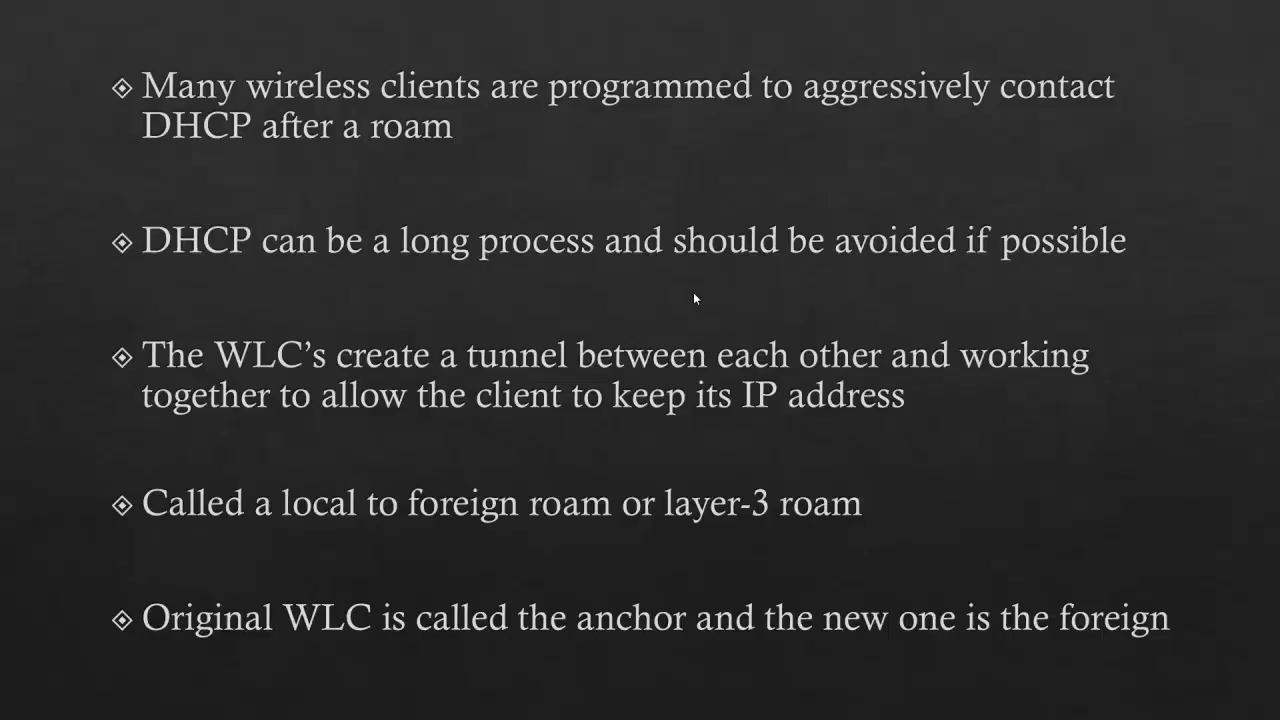 Many wireless clients are programmed to aggressively contact
DHCP after a roam
DHCP can be a long process and should be avoided if possible
The WLC’s create a tunnel between each other and working
together to allow the client to keep its IP address
Called a local to foreign roam or layer-3 roam
Original WLC is called the anchor and the new one is the foreign